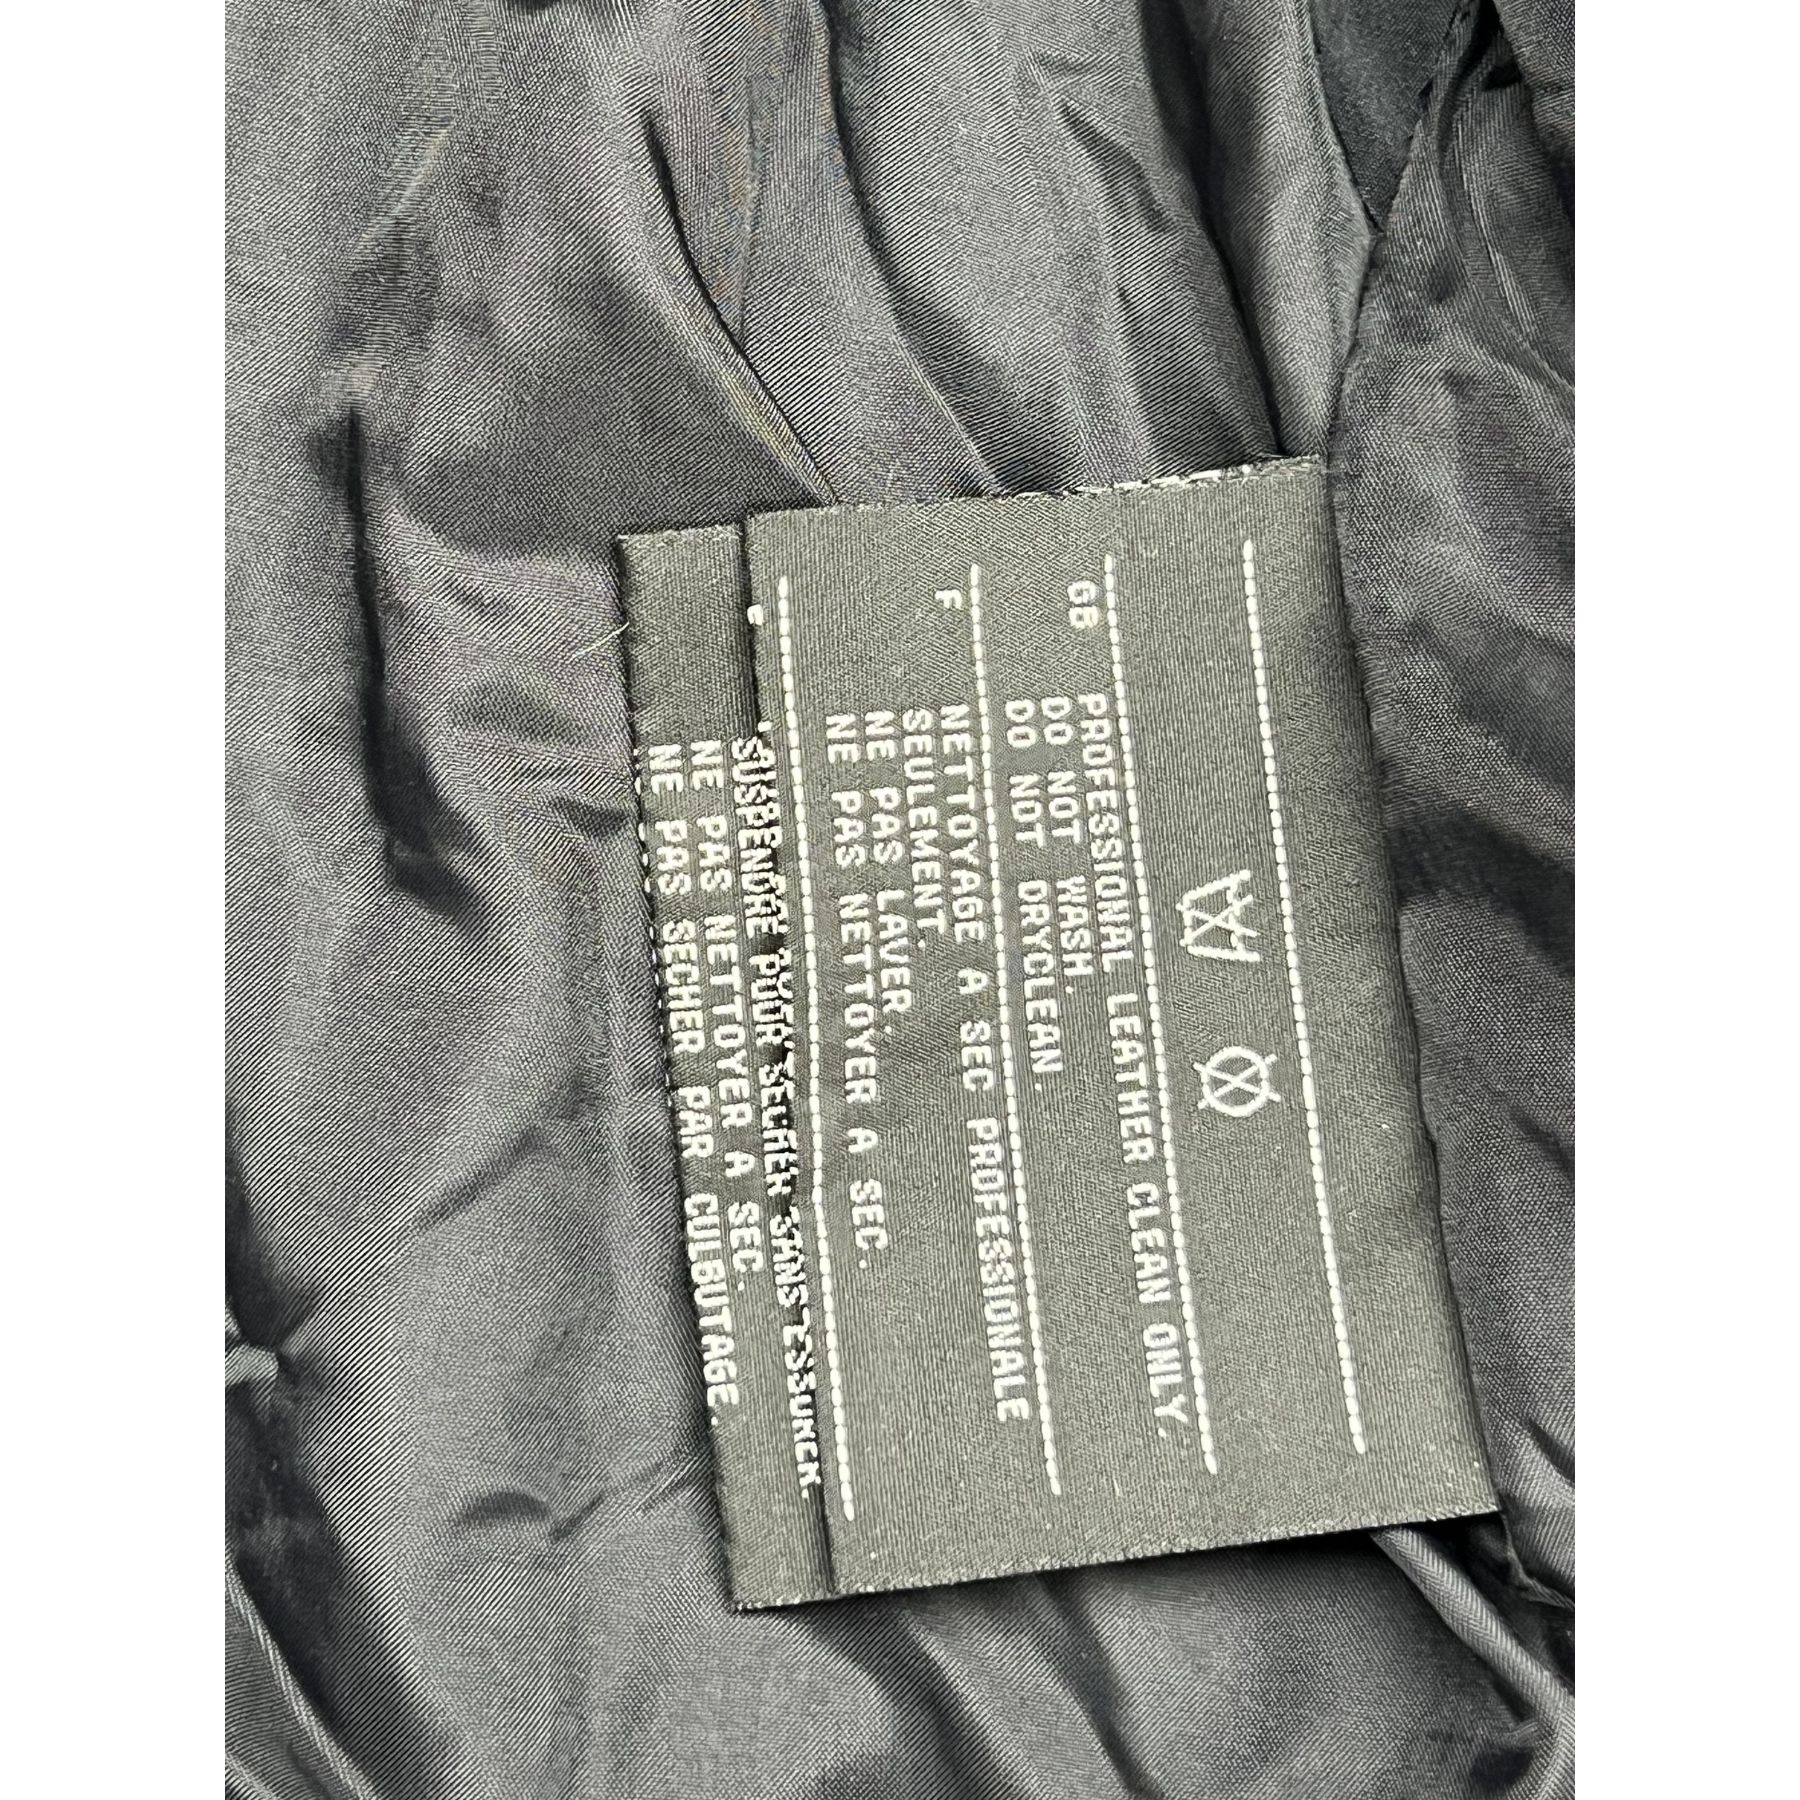 GB PROFESSIONAL LEATHER CLEAN ONLY.
DO NOT WASH.
DO NOT DRYCLEAN.
F NETTOYAGE A SEC PROFESSIONALE
SEULEMENT.
NE PAS LAVER.
NE PAS NETTOYER A SEC.
SUSPENDRE POUR SECHER SANS ESSORER.
NE PAS NETTOYER A SEC.
NE PAS SECHER PAR CULBUTAGE.